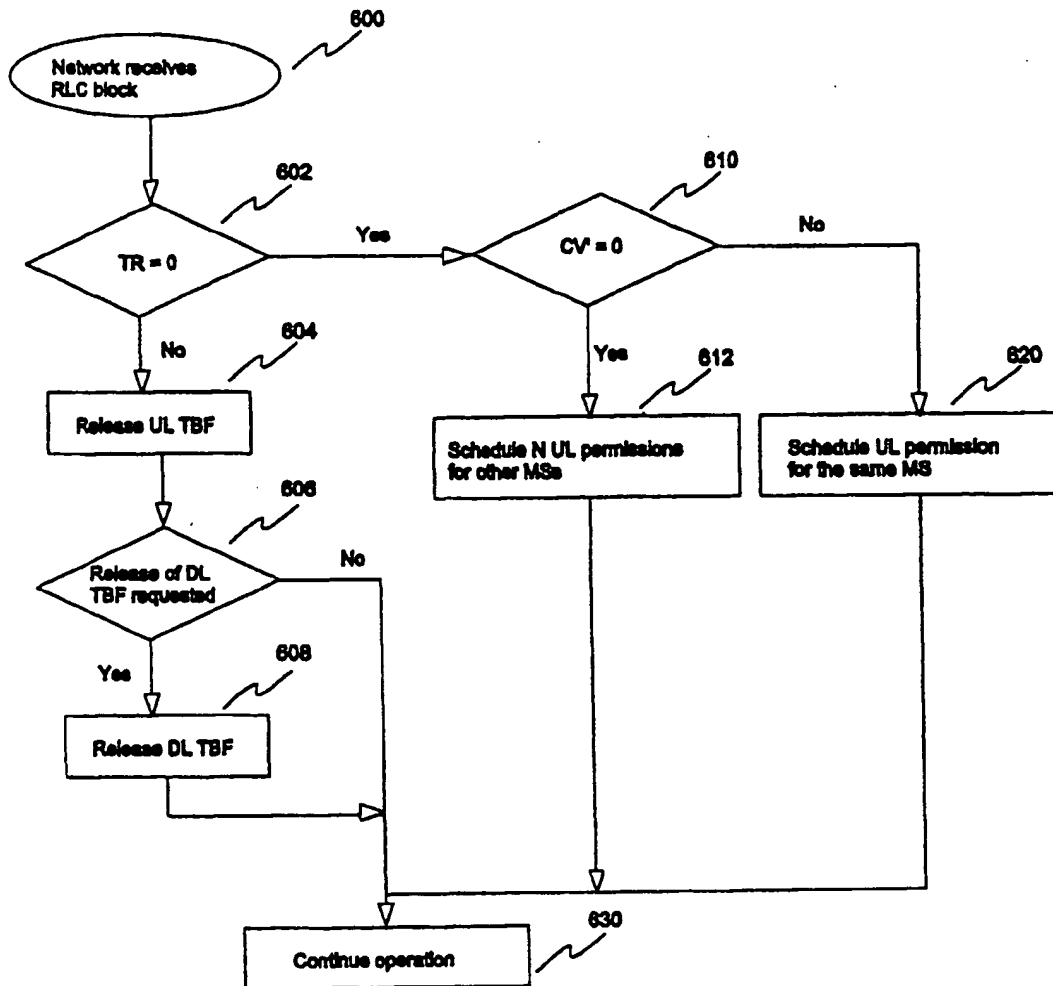 600
Network receives
RLC block
602
TR = 0
Yes
610
CV' = 0
No
No
604
Release UL TBF
Yes
612
Schedule N UL permissions
for other MSs
620
Schedule UL permission
for the same MS
606
Release of DL
TBF requested
No
Yes
608
Release DL TBF
630
Continue operation